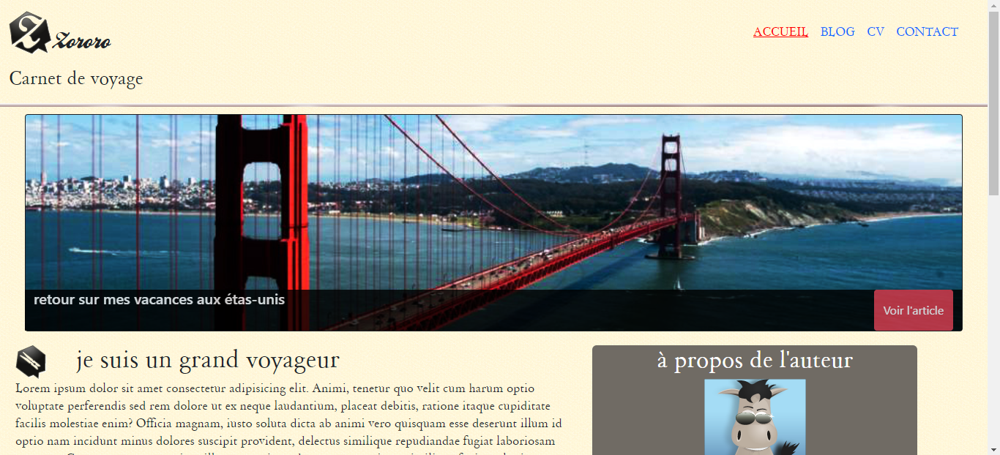 Zororo
ACCUEIL BLOG CV CONTACT
Carnet de voyage
retour sur mes vacances aux étas-unis
Voir l'article
je suis un grand voyageur
Lorem ipsum dolor sit amet consectetur adipisicing elit. Animi, tenetur quo velit cum harum optio
voluptate perferendis sed rem dolore ut ex neque laudantium, placeat debitis, ratione itaque cupiditate
facilis molestiae enim? Officia magnam, iusto soluta dicta ab animi vero quisquam esse deserunt illum id
optio nam incidunt minus dolores suscipit provident, delectus similique repudiandae fugiat laboriosam
à propos de l'auteur